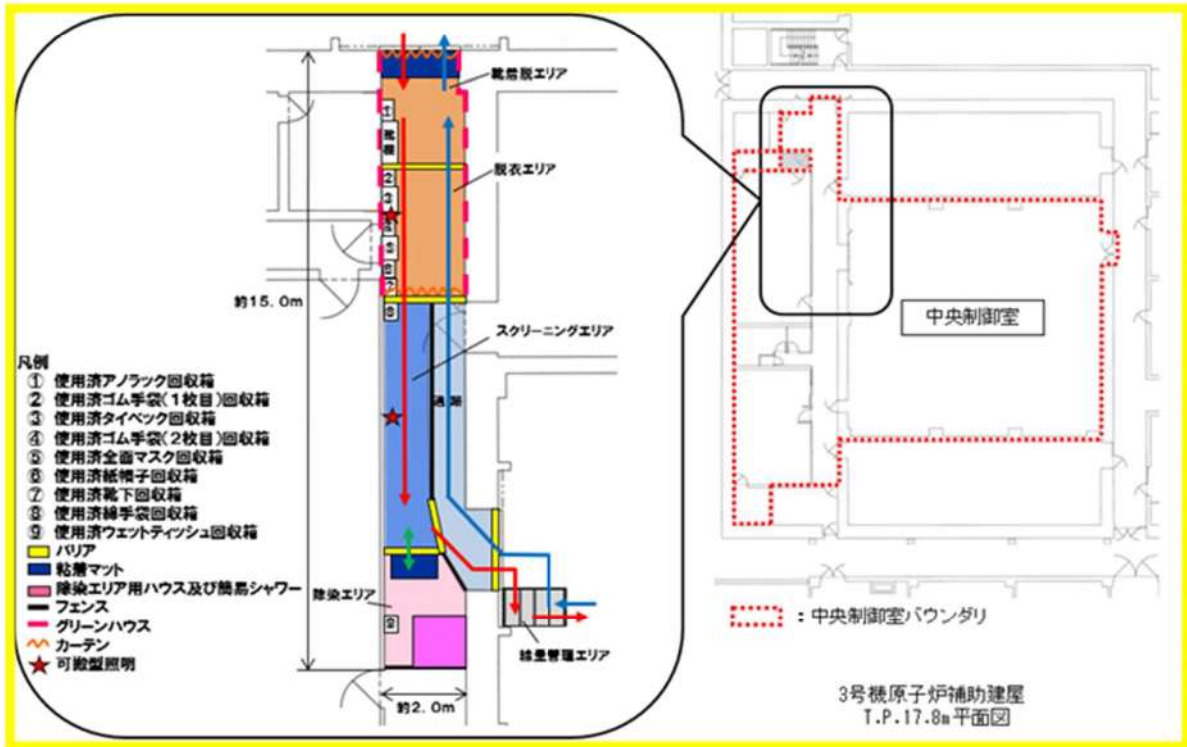 靴着脱エリア
①
靴棚
脱衣エリア
②
③
⑤
⑥
⑦
約15.0m
スクリーニングエリア
通路
凡例
① 使用済アノラック回収箱
② 使用済ゴム手袋(1枚目)回収箱
③ 使用済タイベック回収箱
④ 使用済ゴム手袋(2枚目)回収箱
⑤ 使用済全面マスク回収箱
⑥ 使用済紙帽子回収箱
⑦ 使用済靴下回収箱
⑧ 使用済綿手袋回収箱
⑨ 使用済ウェットティッシュ回収箱
バリア
粘着マット
除染エリア用ハウス及び簡易シャワー
フェンス
グリーンハウス
カーテン
可搬型照明
除染エリア
線量管理エリア
約2.0m
中央制御室
:中央制御室バウンダリ
3号機原子炉補助建屋
T.P.17.8m平面図